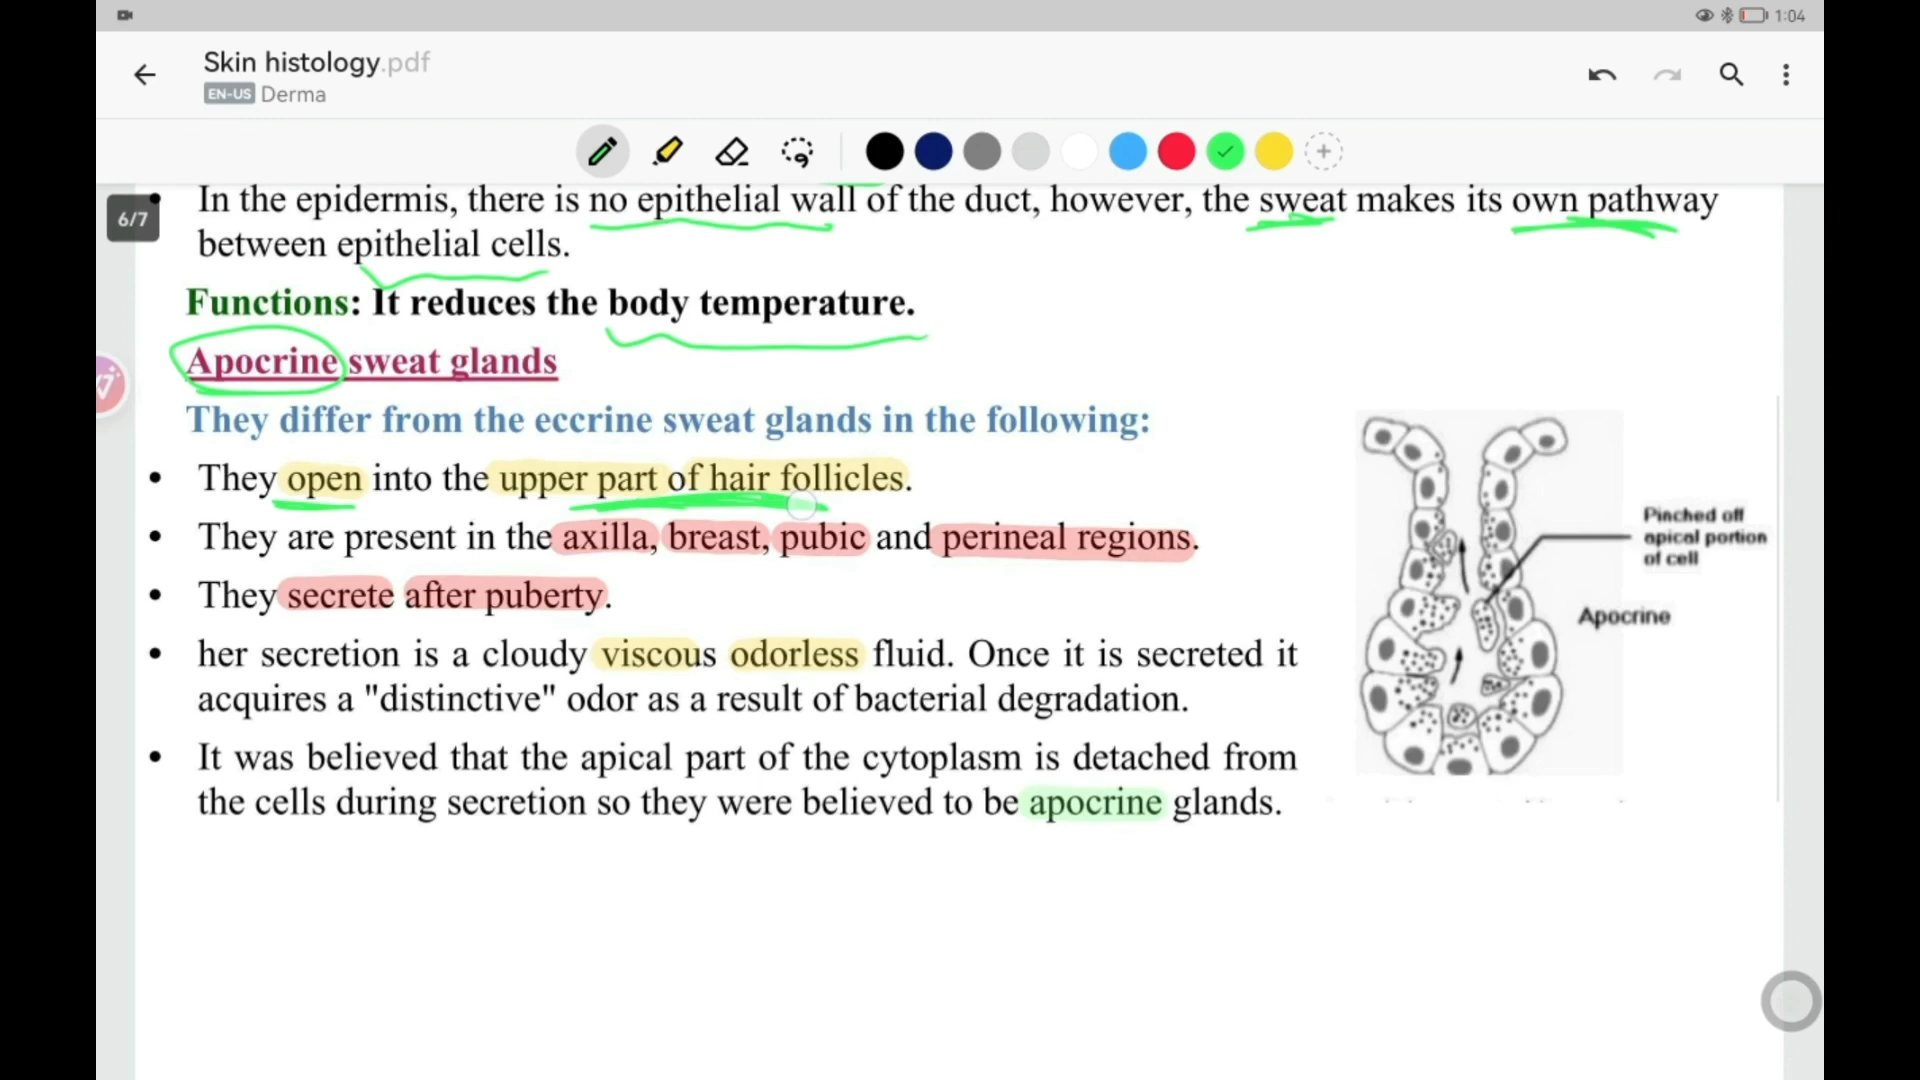 1:04
Skin histology.pdf
EN-US Derma
6/7
• In the epidermis, there is no epithelial wall of the duct, however, the sweat makes its own pathway
between epithelial cells.
Functions: It reduces the body temperature.
Apocrine sweat glands
They differ from the eccrine sweat glands in the following:
• They open into the upper part of hair follicles.
• They are present in the axilla, breast, pubic and perineal regions.
• They secrete after puberty.
• her secretion is a cloudy viscous odorless fluid. Once it is secreted it
acquires a "distinctive" odor as a result of bacterial degradation.
• It was believed that the apical part of the cytoplasm is detached from
the cells during secretion so they were believed to be apocrine glands.
Pinched off
apical portion
of cell
Apocrine